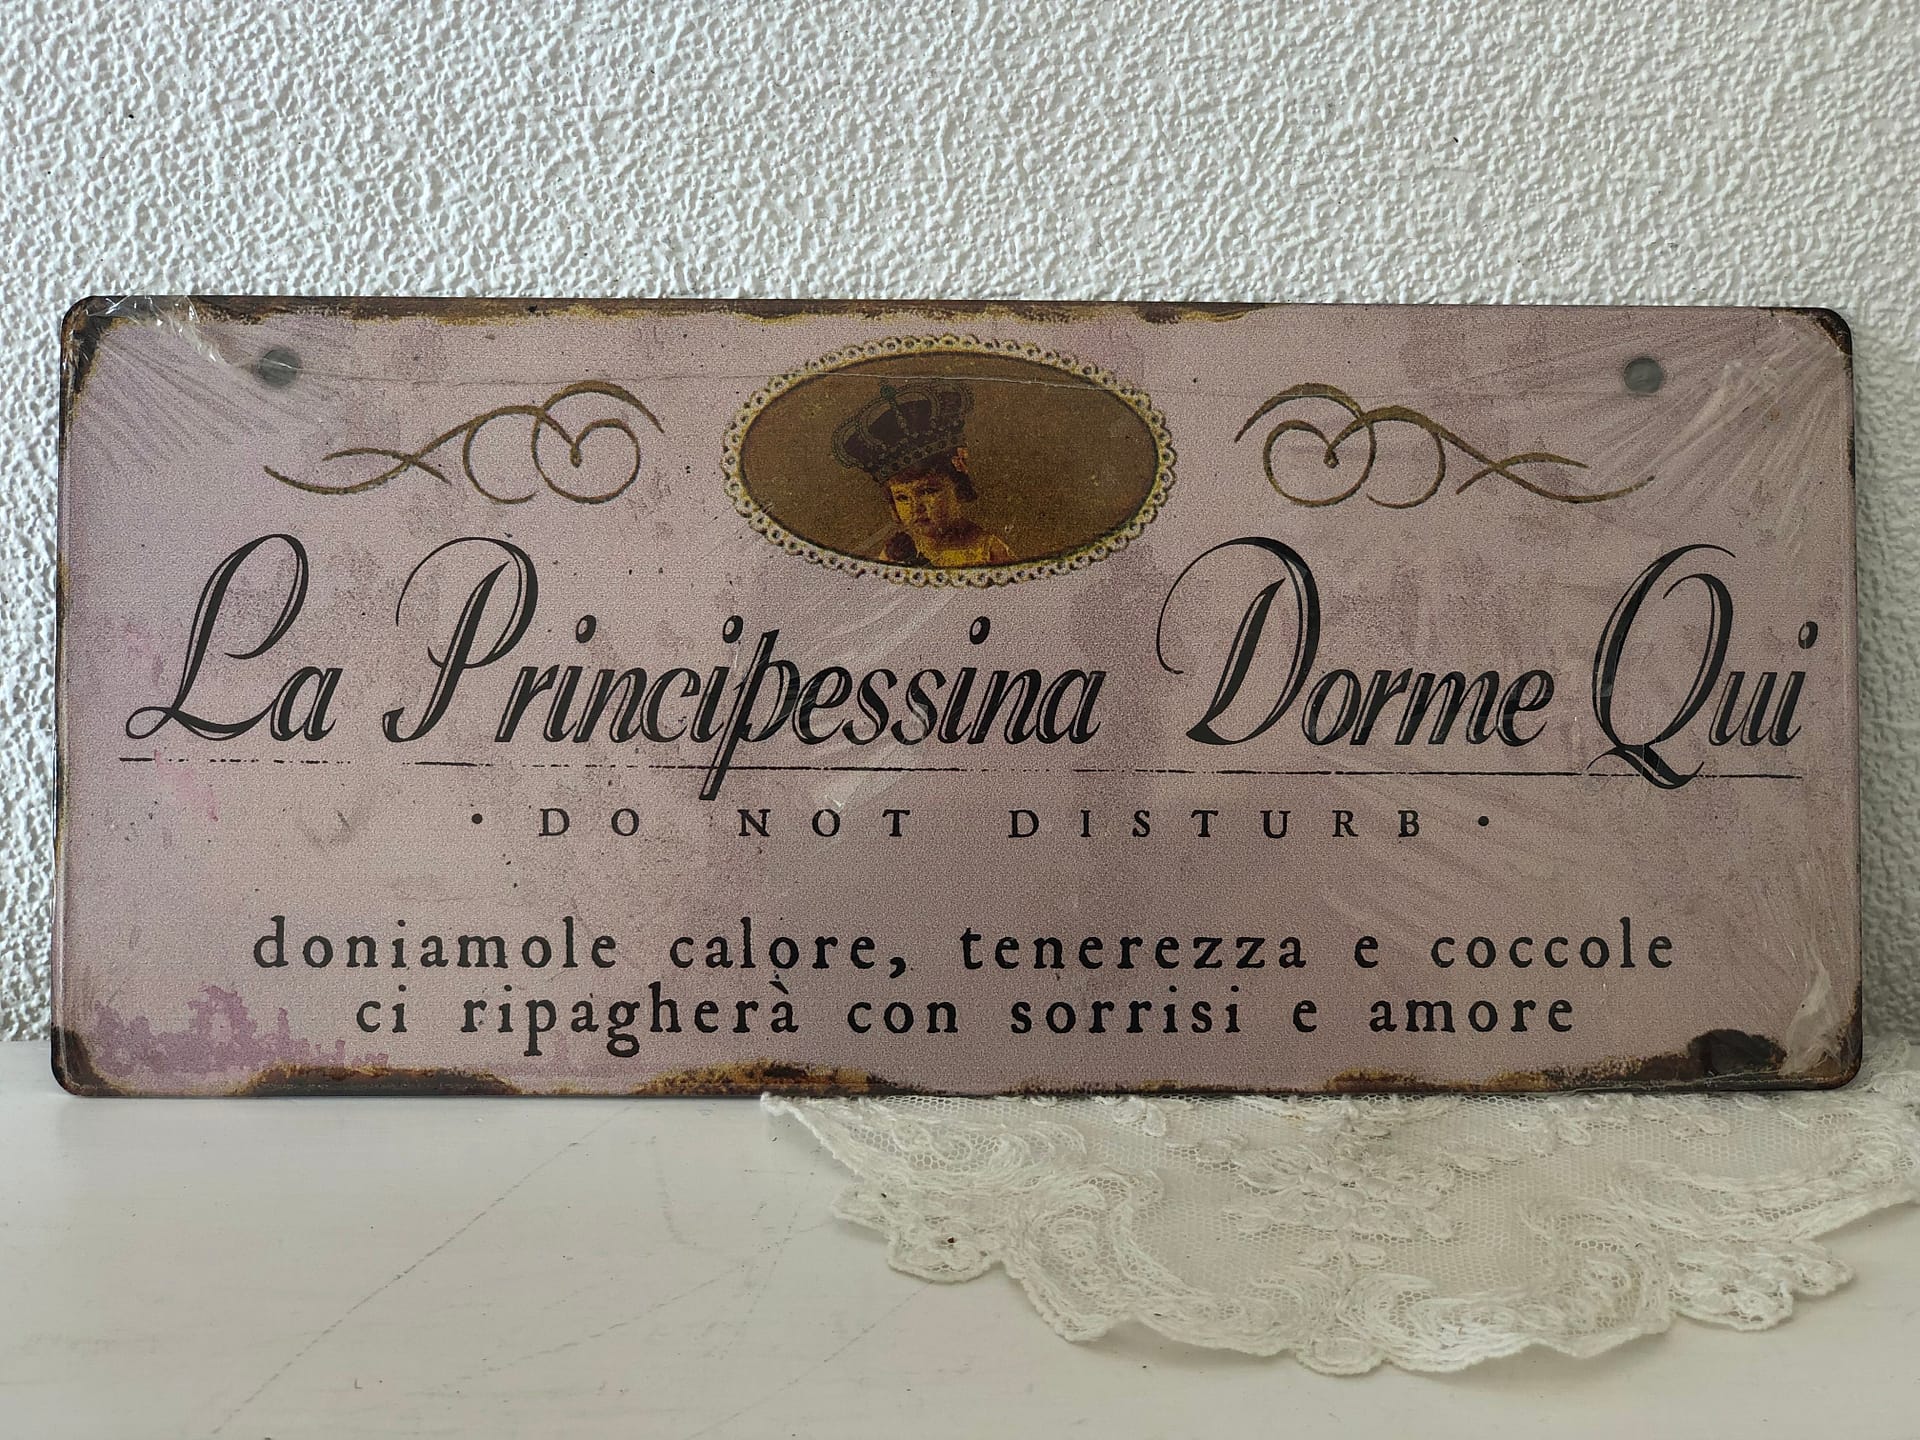 La Principessina Dorme Qui
• DO NOT DISTURB •
doniamole calore, tenerezza e coccole
ci ripagherà con sorrisi e amore